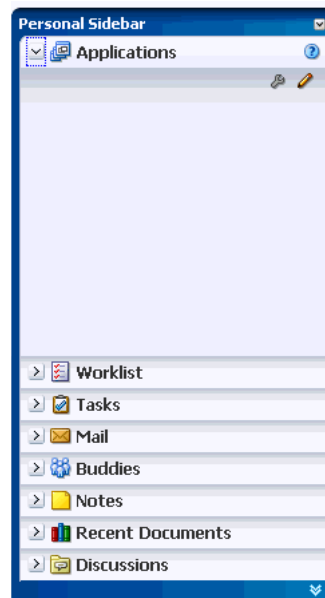 Personal Sidebar
Applications
Worklist
Tasks
Mail
Buddies
Notes
Recent Documents
Discussions